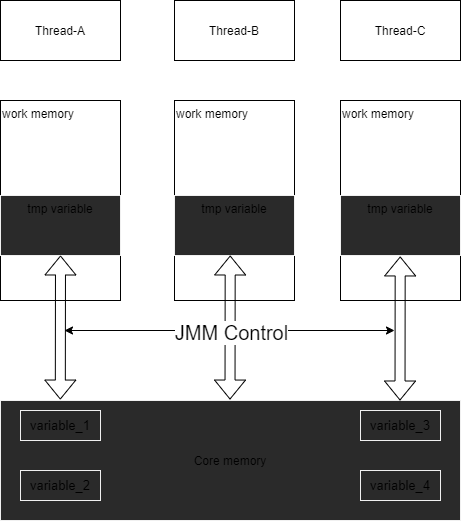 Thread-A
Thread-B
Thread-C
work memory
work memory
work memory
tmp variable
tmp variable
tmp variable
JMM Control
variable_1
variable_3
Core memory
variable_2
variable_4